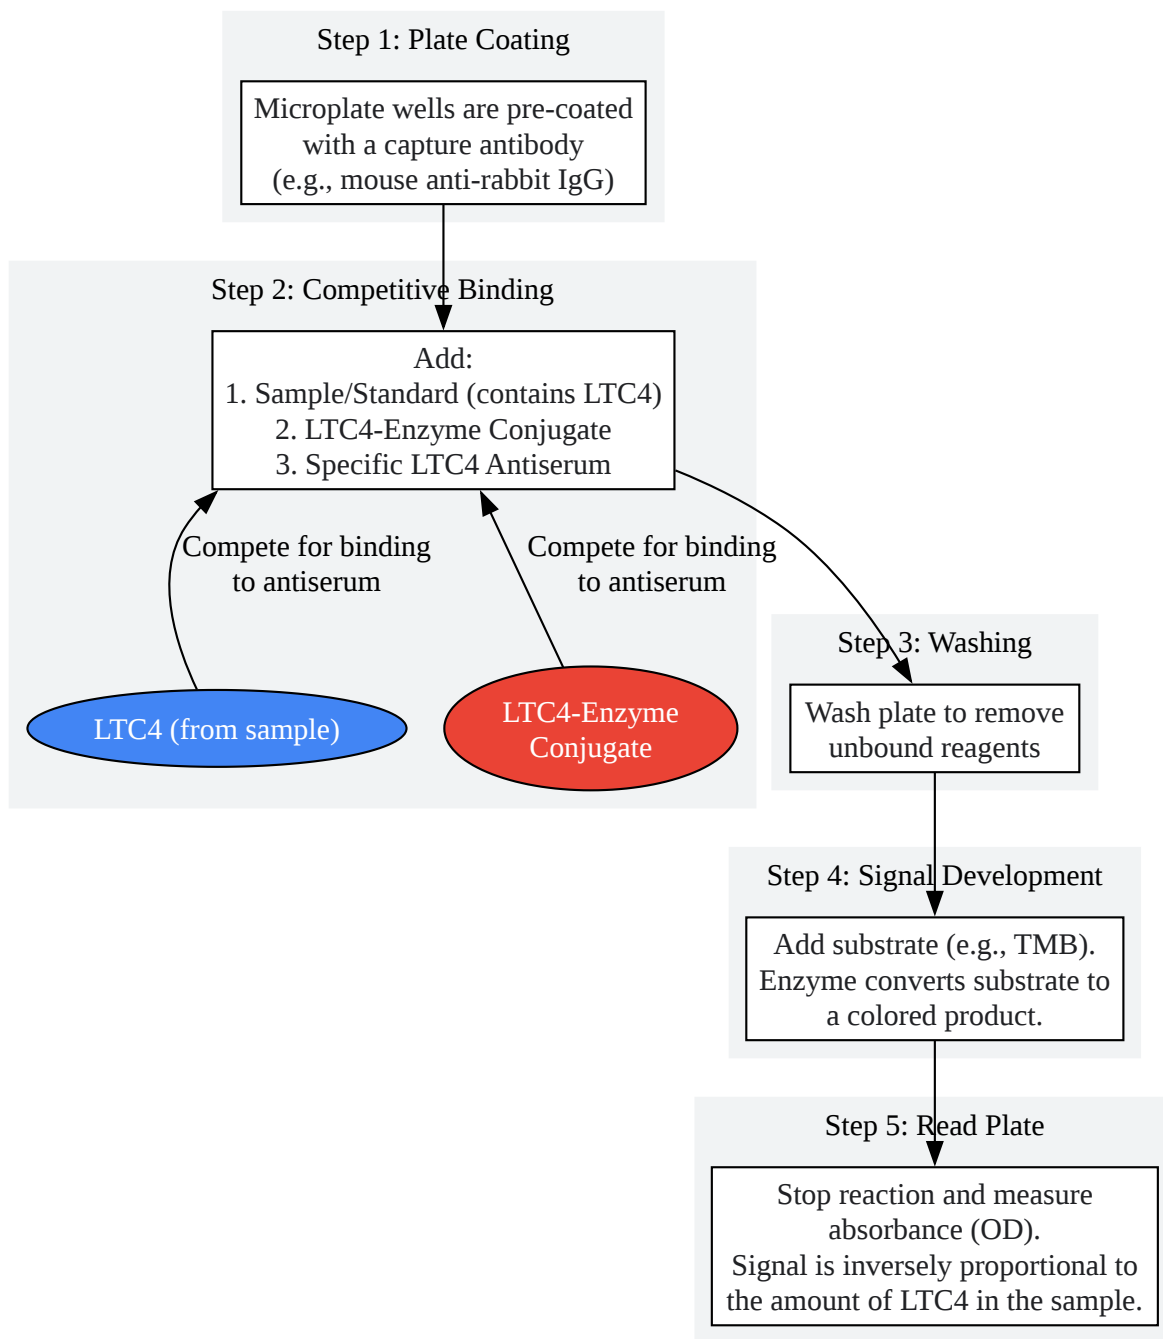 Step 1: Plate Coating
Microplate wells are pre-coated
with a capture antibody
(e.g., mouse anti-rabbit IgG)
Step 2: Competitive Binding
Add:
1. Sample/Standard (contains LTC4)
2. LTC4-Enzyme Conjugate
3. Specific LTC4 Antiserum
Compete for binding
to antiserum
Compete for binding
to antiserum
LTC4 (from sample)
LTC4-Enzyme
Conjugate
Step 3: Washing
Wash plate to remove
unbound reagents
Step 4: Signal Development
Add substrate (e.g., TMB).
Enzyme converts substrate to
a colored product.
Step 5: Read Plate
Stop reaction and measure
absorbance (OD).
Signal is inversely proportional to
the amount of LTC4 in the sample.